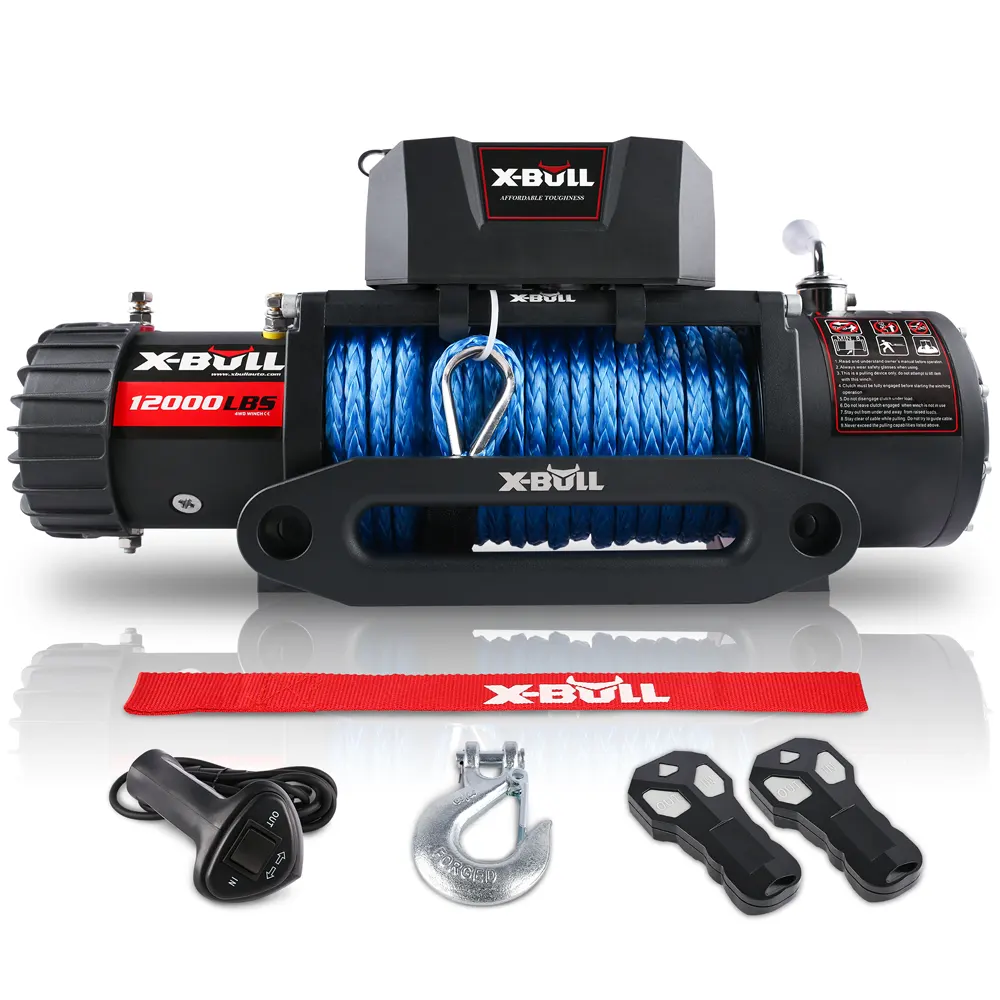 X-BULL
AFFORDABLE TOUGHNESS
X-BULL
X-BULL
www.xbullauto.com
12000LBS
4WD WINCH CE
1. Read and understand owner's manual before operation.
2. Always wear safety glasses when using.
3. This is a pulling device only, do not attempt to lift item
with this winch.
4. Clutch must be fully engaged before starting the winching
operation
5. Do not disengage clutch under load.
6. Do not leave clutch engaged when winch is not in use
7. Stay out from under and away from raised loads.
8. Stay clear of cable while pulling. Do not try to guide cable.
9. Never exceed the pulling capabilities listed above.
X-BULL
X-BULL
OUT
IN
FORGED